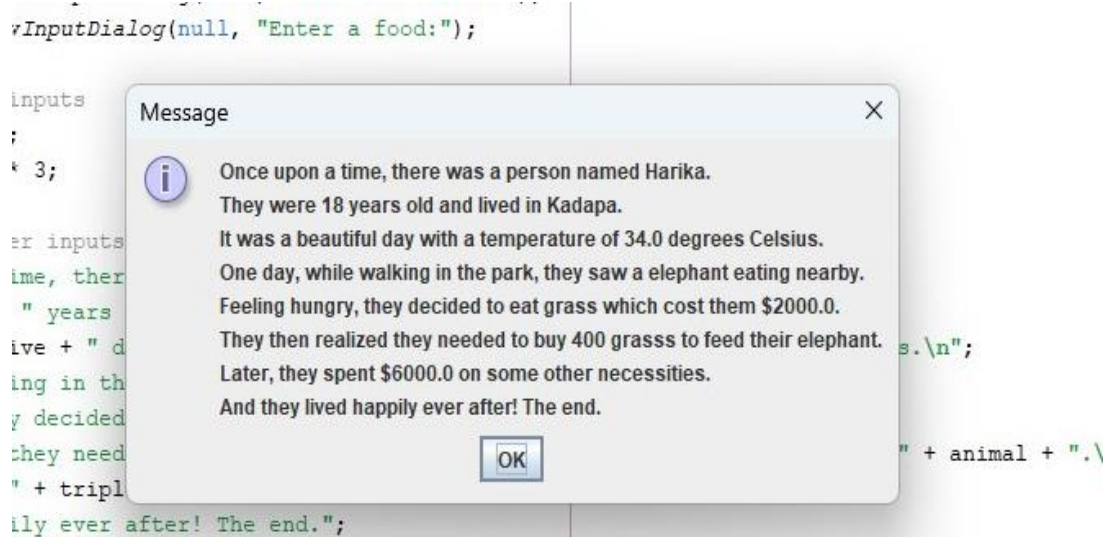 InputDialog(null, "Enter a food:");
inputs
Message
;
* 3;
Once upon a time, there was a person named Harika.
They were 18 years old and lived in Kadapa.
er inputs
It was a beautiful day with a temperature of 34.0 degrees Celsius.
ime, ther
One day, while walking in the park, they saw a elephant eating nearby.
" years
Feeling hungry, they decided to eat grass which cost them $2000.0.
ive + " d
They then realized they needed to buy 400 grasss to feed their elephant.
s.\n";
ing in th
Later, they spent $6000.0 on some other necessities.
y decided
And they lived happily ever after! The end.
they need
" + animal + ".\
OK
" + tripl
ily ever after! The end.";